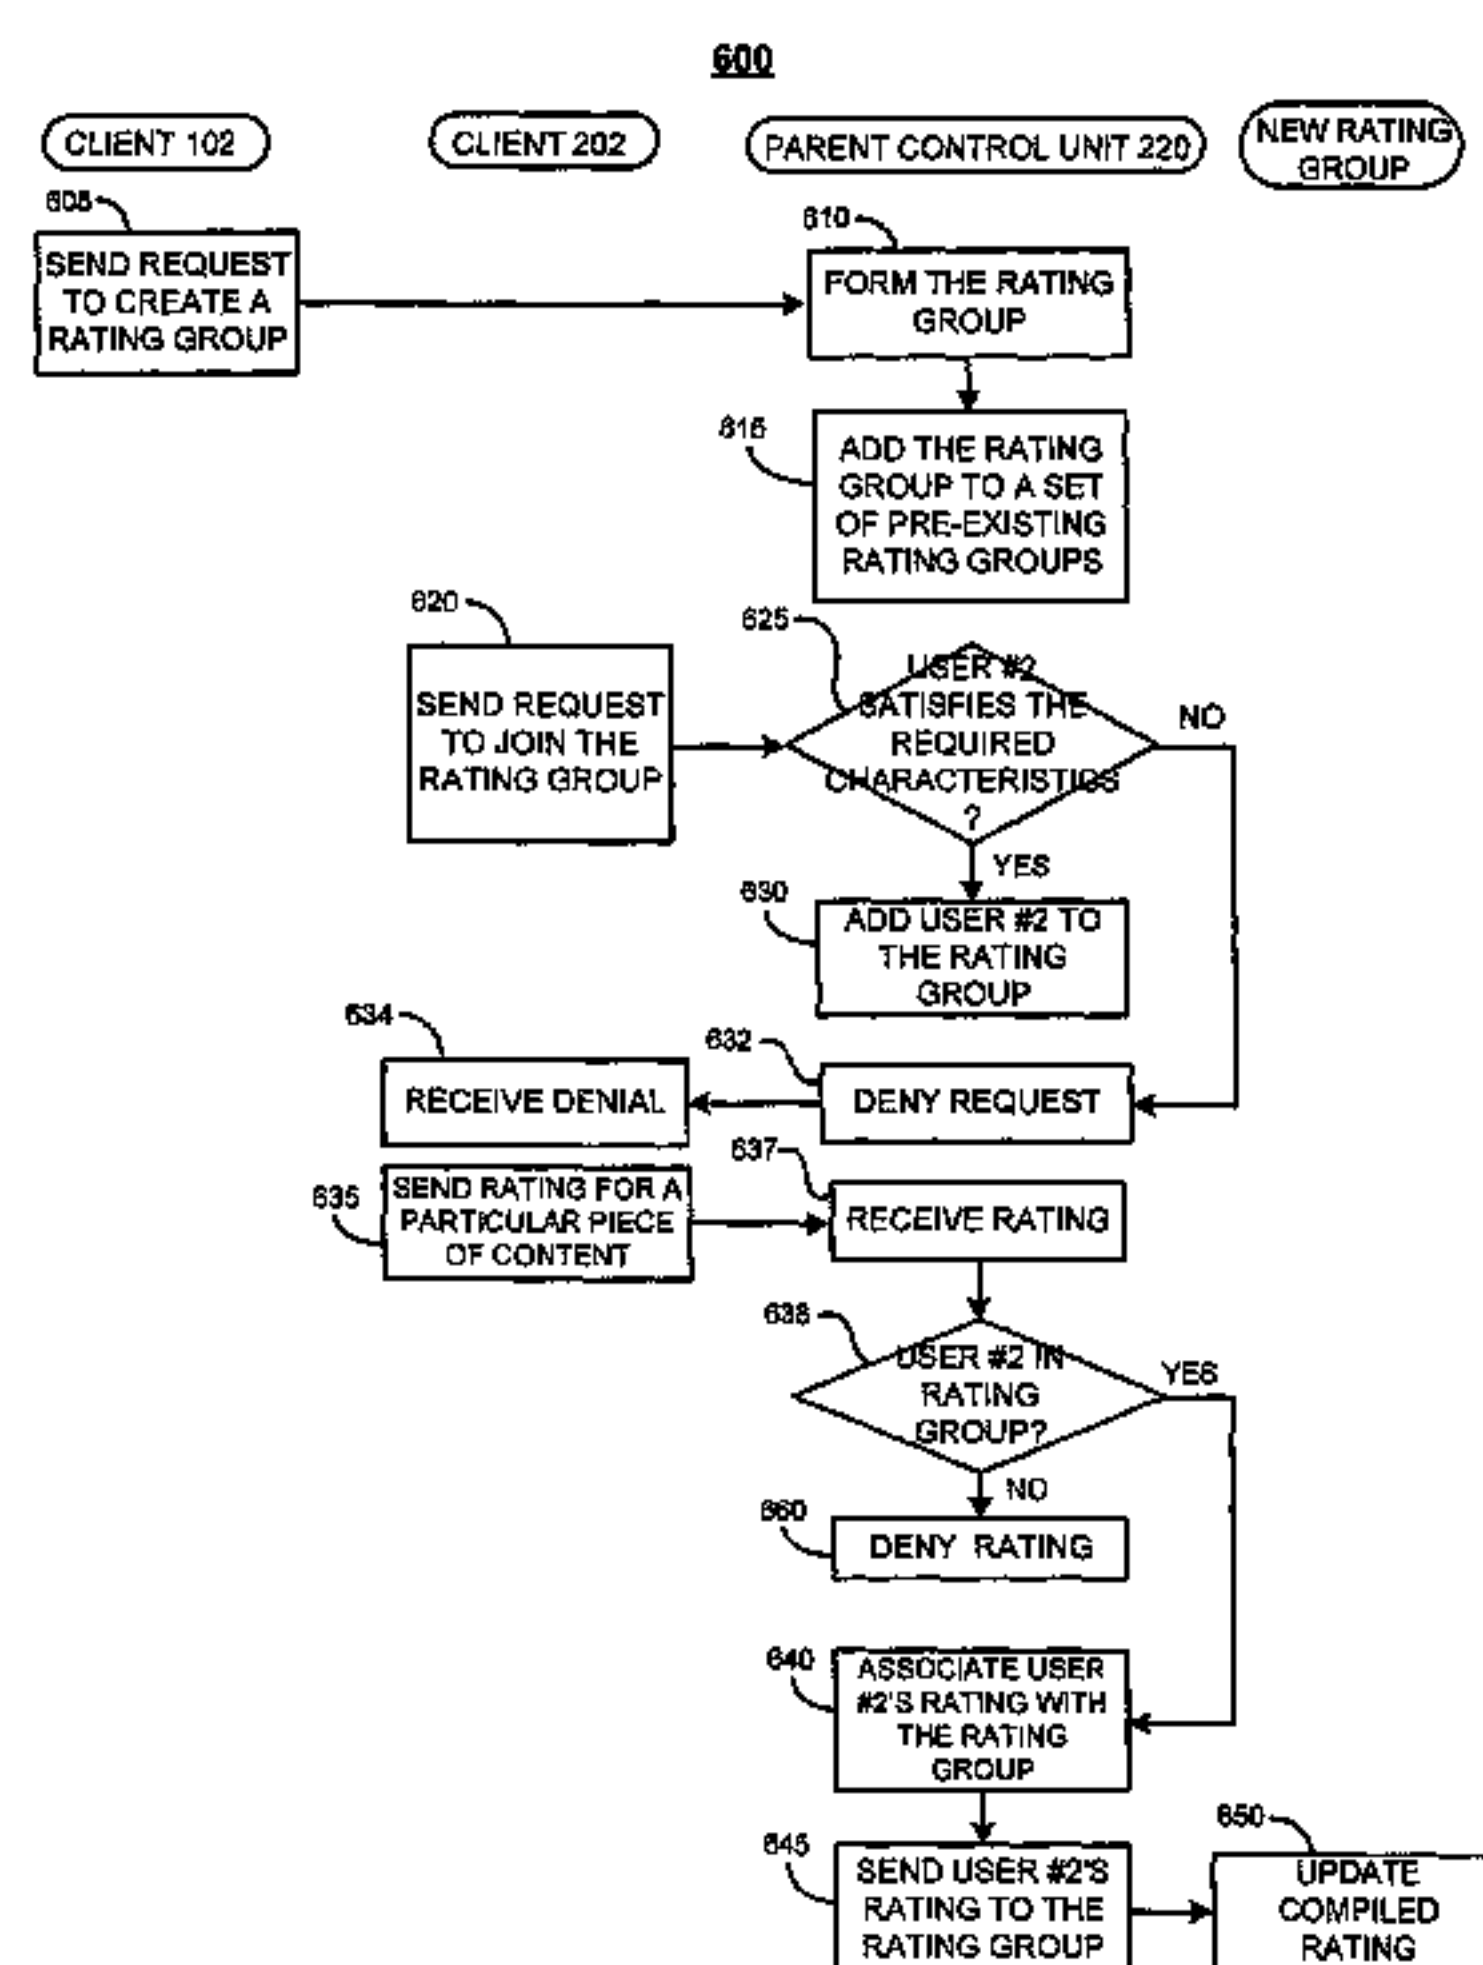 600
CLIENT 102
CLIENT 202
PARENT CONTROL UNIT 220
NEW RATING
GROUP
605
SEND REQUEST
TO CREATE A
RATING GROUP
610
FORM THE RATING
GROUP
615
ADD THE RATING
GROUP TO A SET
OF PRE-EXISTING
RATING GROUPS
620
SEND REQUEST
TO JOIN THE
RATING GROUP
625
USER #2
SATISFIES THE
REQUIRED
CHARACTERISTICS
?
NO
YES
630
ADD USER #2 TO
THE RATING
GROUP
634
RECEIVE DENIAL
632
DENY REQUEST
635
SEND RATING FOR A
PARTICULAR PIECE
OF CONTENT
637
RECEIVE RATING
638
USER #2 IN
RATING
GROUP?
YES
NO
660
DENY RATING
640
ASSOCIATE USER
#2'S RATING WITH
THE RATING
GROUP
645
SEND USER #2'S
RATING TO THE
RATING GROUP
650
UPDATE
COMPILED
RATING